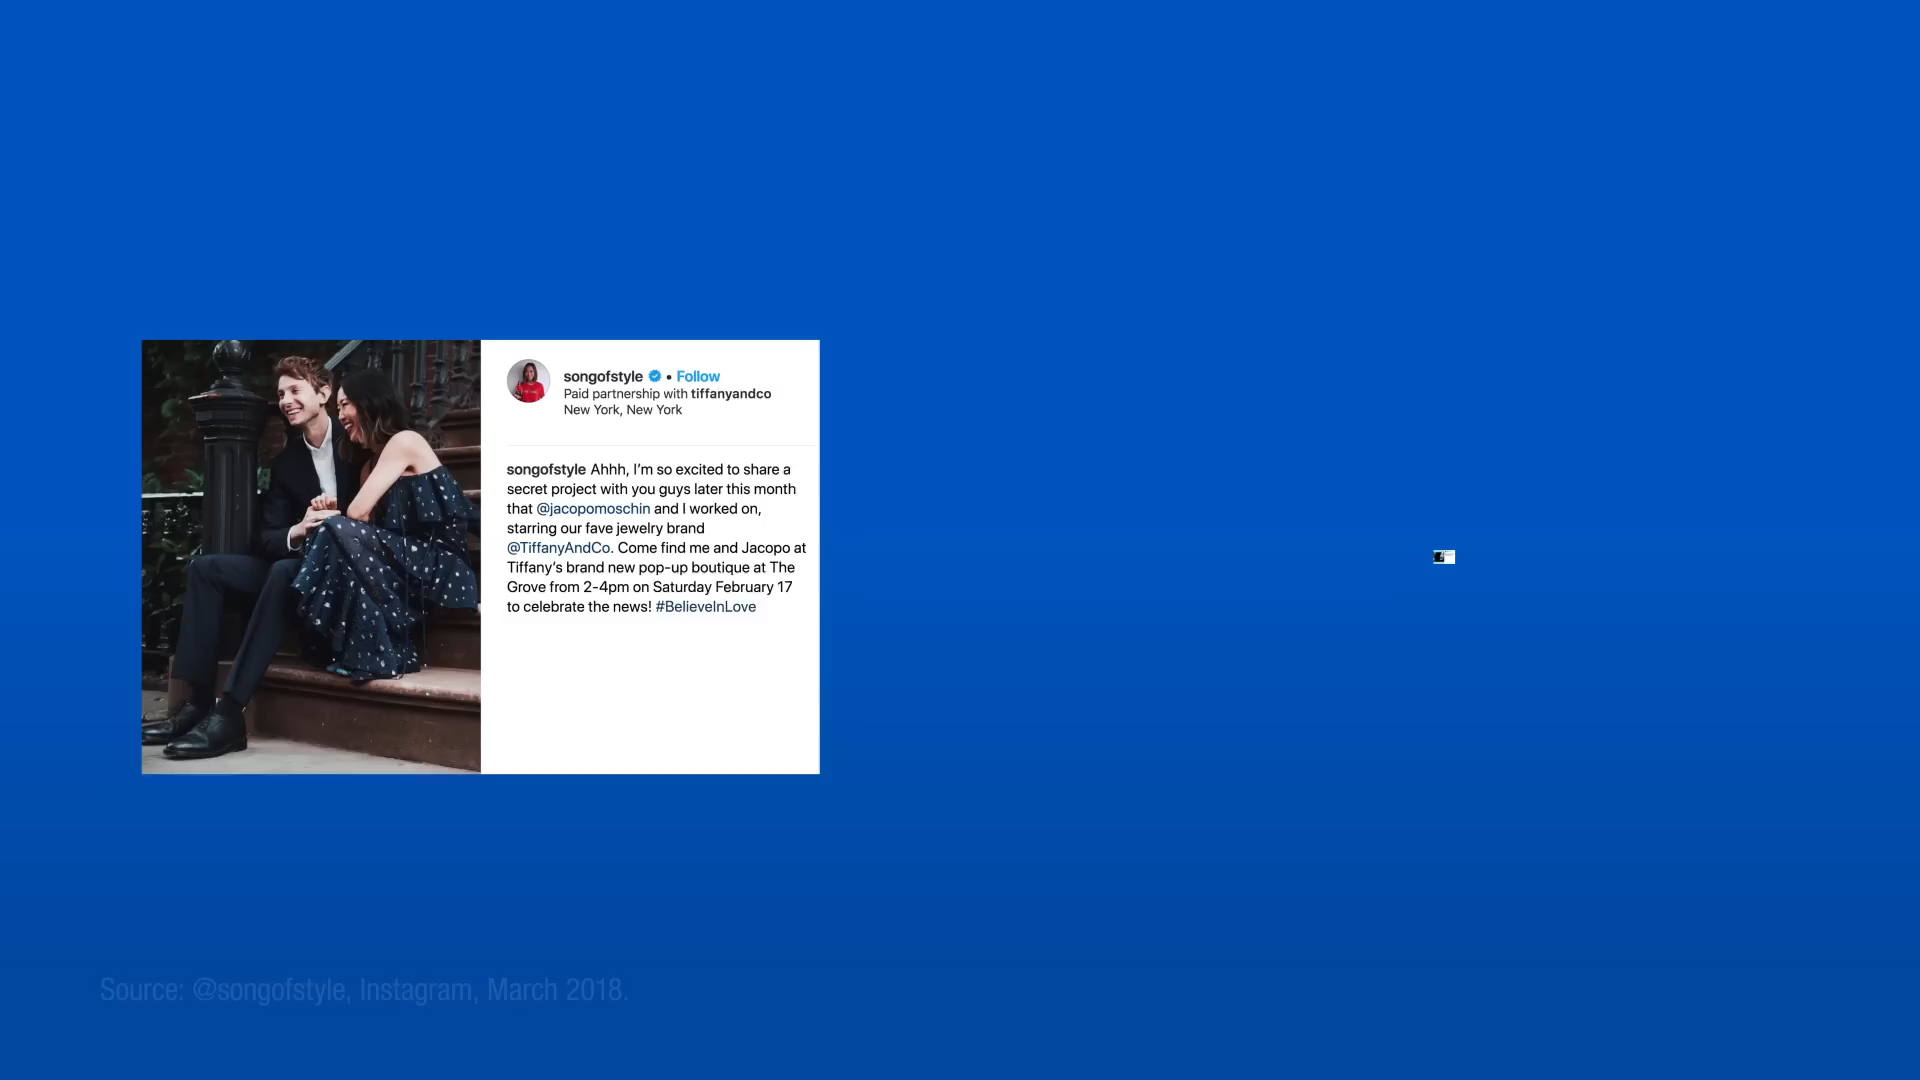 songofstyle • Follow
Paid partnership with tiffanyandco
New York, New York
songofstyle Ahhh, I’m so excited to share a
secret project with you guys later this month
that @jacopomoschin and I worked on,
starring our fave jewelry brand
@TiffanyAndCo. Come find me and Jacopo at
Tiffany’s brand new pop-up boutique at The
Grove from 2-4pm on Saturday February 17
to celebrate the news! #BelieveInLove
Source: @songofstyle, Instagram, March 2018.